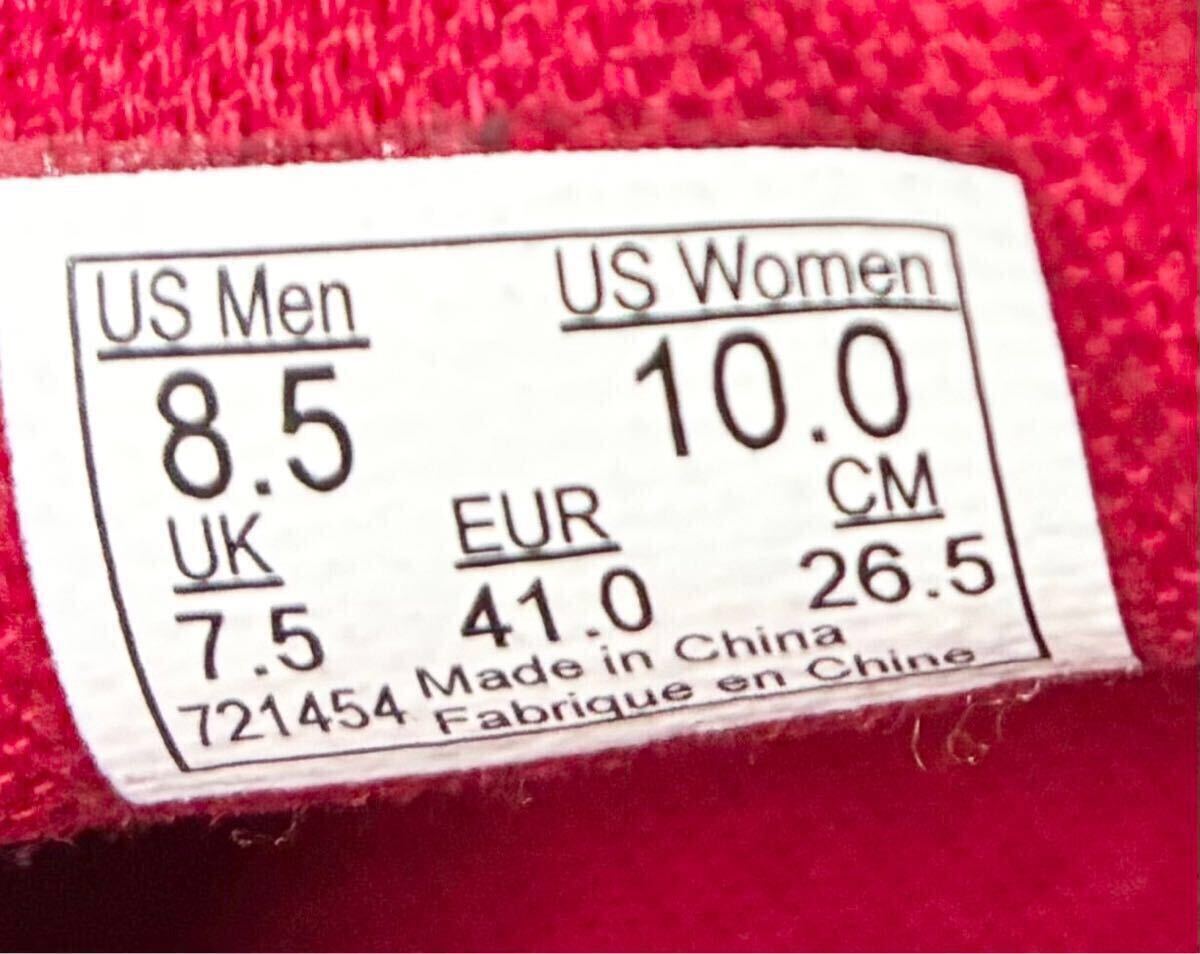 US Men US Women
8.5 10.0
UK EUR CM
7.5 41.0 26.5
721454 Made in China
Fabrique en Chine